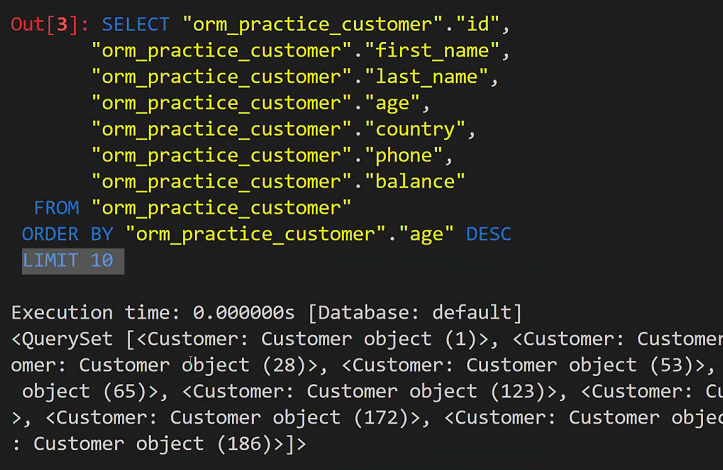 Out[3]: SELECT "orm_practice_customer"."id",
"orm_practice_customer"."first_name",
"orm_practice_customer"."last_name",
"orm_practice_customer"."age",
"orm_practice_customer"."country",
"orm_practice_customer"."phone",
"orm_practice_customer"."balance"
FROM "orm_practice_customer"
ORDER BY "orm_practice_customer"."age" DESC
LIMIT 10
Execution time: 0.000000s [Database: default]
<QuerySet [<Customer: Customer object (1)>, <Customer: Customer
omer: Customer object (28)>, <Customer: Customer object (53)>,
object (65)>, <Customer: Customer object (123)>, <Customer: Cu
>, <Customer: Customer object (172)>, <Customer: Customer objec
: Customer object (186)>]>